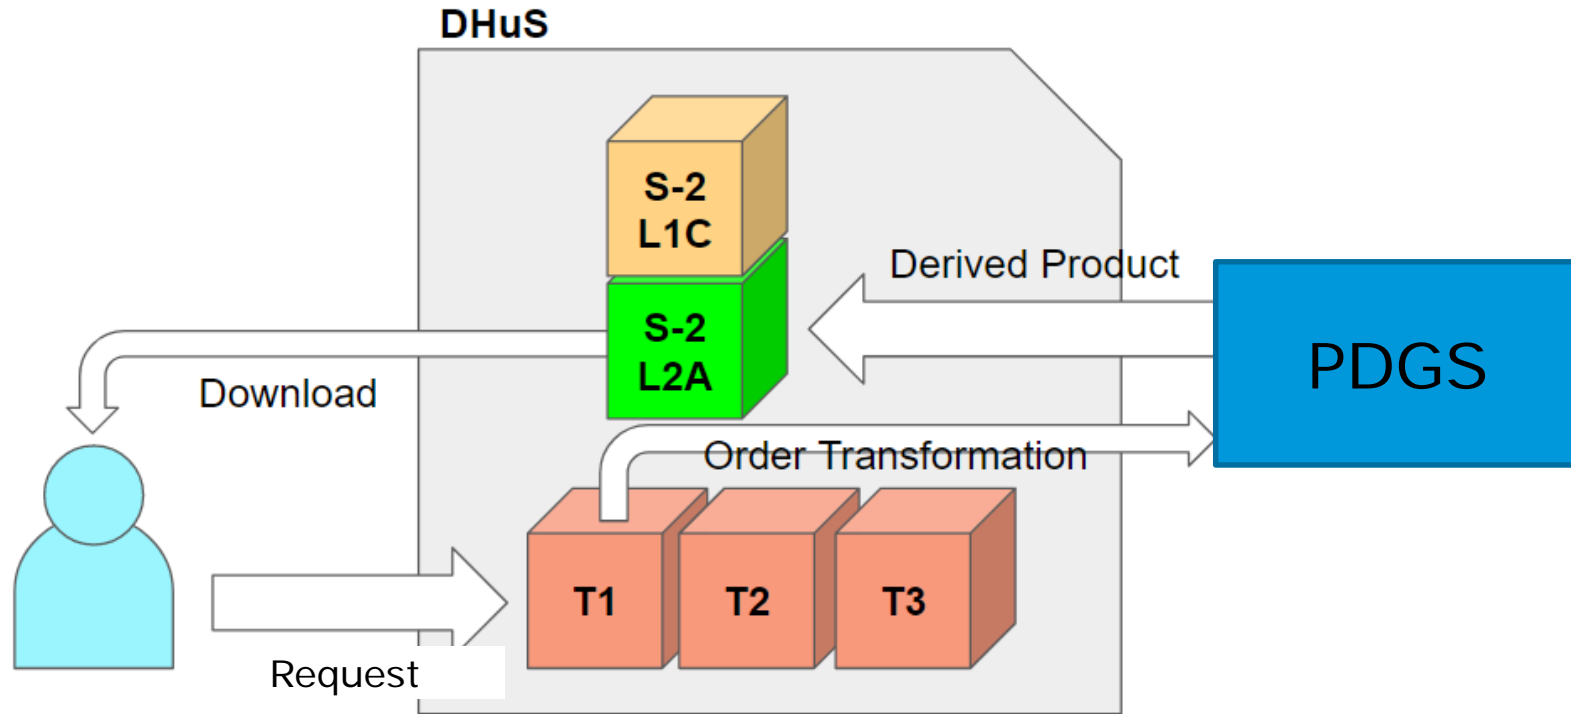 DHuS
S-2
L1C
Derived Product
S-2
L2A
PDGS
Download
Order Transformation
T1
T2
T3
Request